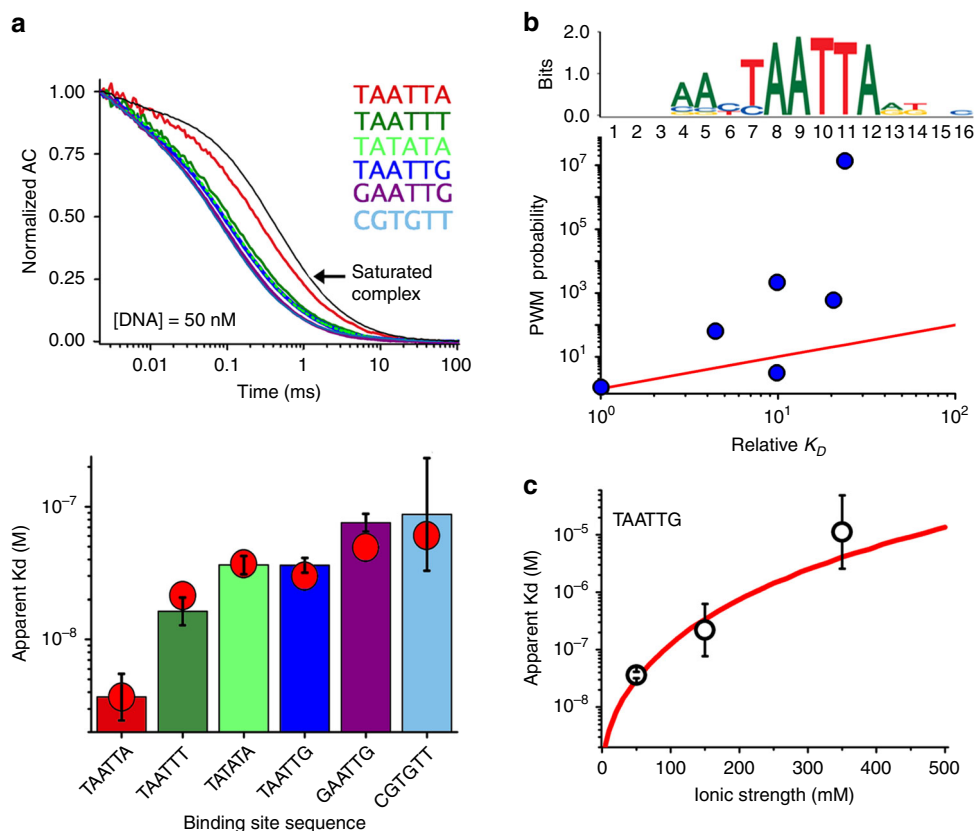 a
1.00
0.75
0.50
0.25
0.00
Normalized AC
TAATTA
TAATTT
TATATA
TAATTG
GAATTG
CGTGTT
Saturated
complex
[DNA] = 50 nM
0.01 0.1 1 10 100
Time (ms)
10⁻⁷
10⁻⁸
Apparent Kd (M)
TAATTA TAATTT TATATA TAATTG GAATTG CGTGTT
Binding site sequence
b
2.0
1.0
0.0
Bits
1 2 3 4 5 6 7 8 9 10 11 12 13 14 15 16
10⁷
10⁵
10³
10¹
PWM probability
10⁰ 10¹ 10²
Relative K_D
c
TAATTG
10⁻⁵
10⁻⁶
10⁻⁷
10⁻⁸
Apparent Kd (M)
0 100 200 300 400 500
Ionic strength (mM)